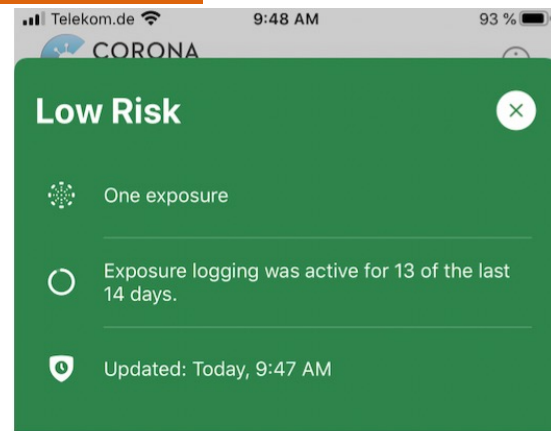 Telekom.de 9:48 AM 93 %
CORONA
Low Risk
One exposure
Exposure logging was active for 13 of the last
14 days.
Updated: Today, 9:47 AM